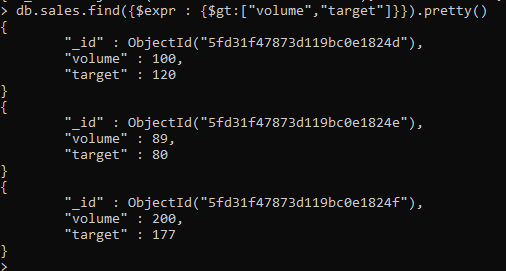 > db.sales.find({$expr : {$gt:["volume","target"]}}).pretty()
{
        "_id" : ObjectId("5fd31f47873d119bc0e1824d"),
        "volume" : 100,
        "target" : 120
}
{
        "_id" : ObjectId("5fd31f47873d119bc0e1824e"),
        "volume" : 89,
        "target" : 80
}
{
        "_id" : ObjectId("5fd31f47873d119bc0e1824f"),
        "volume" : 200,
        "target" : 177
}
>